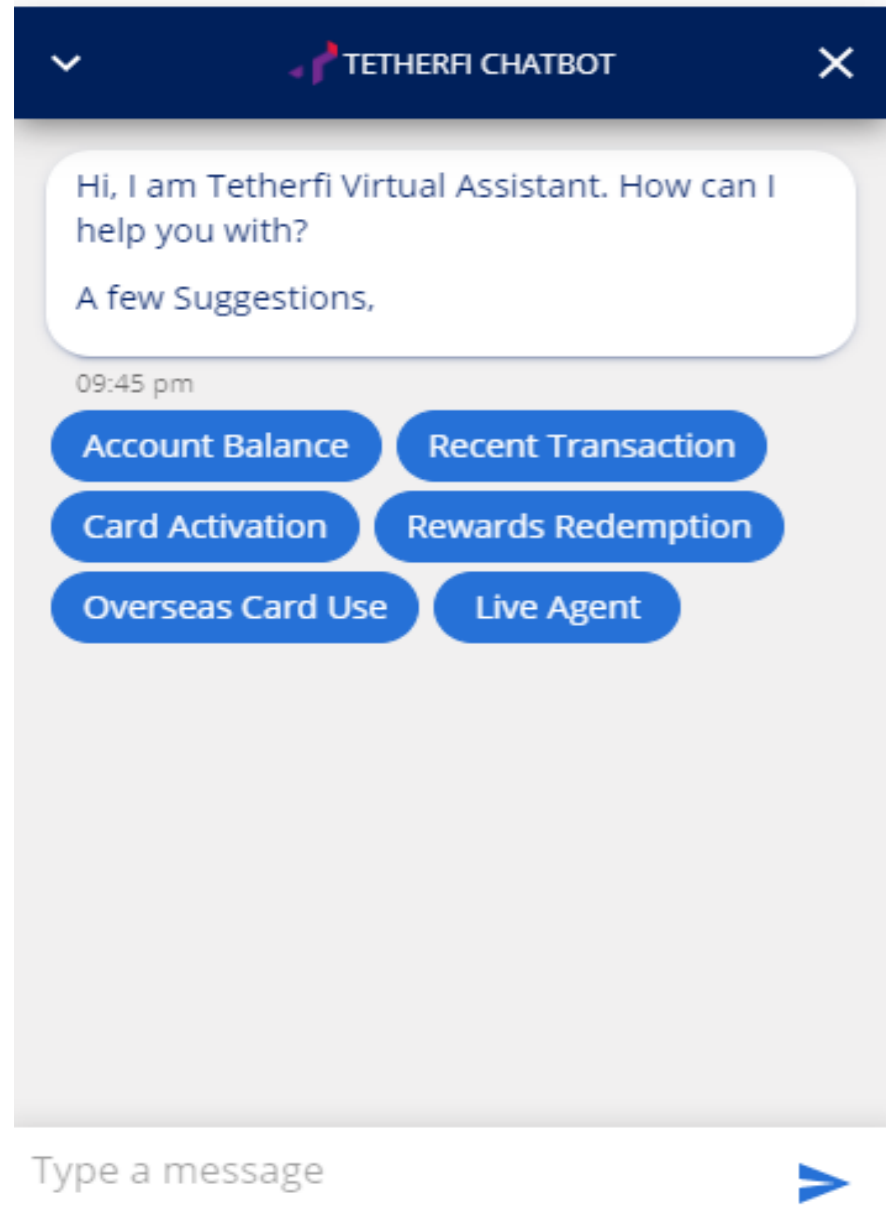 TETHERFI CHATBOT
Hi, I am Tetherfi Virtual Assistant. How can I
help you with?
A few Suggestions,
09:45 pm
Account Balance
Recent Transaction
Card Activation
Rewards Redemption
Overseas Card Use
Live Agent
Type a message